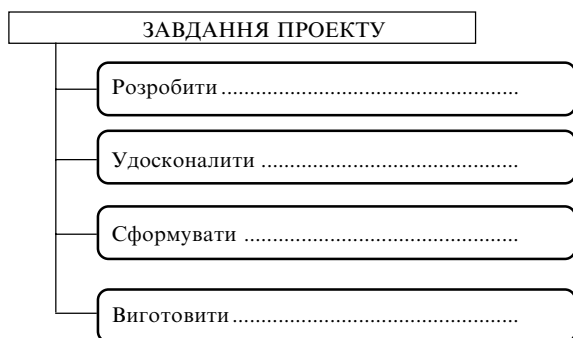 ЗАВДАННЯ ПРОЕКТУ
Розробити ..................................................
Удосконалити ...........................................
Сформувати ..............................................
Виготовити ................................................